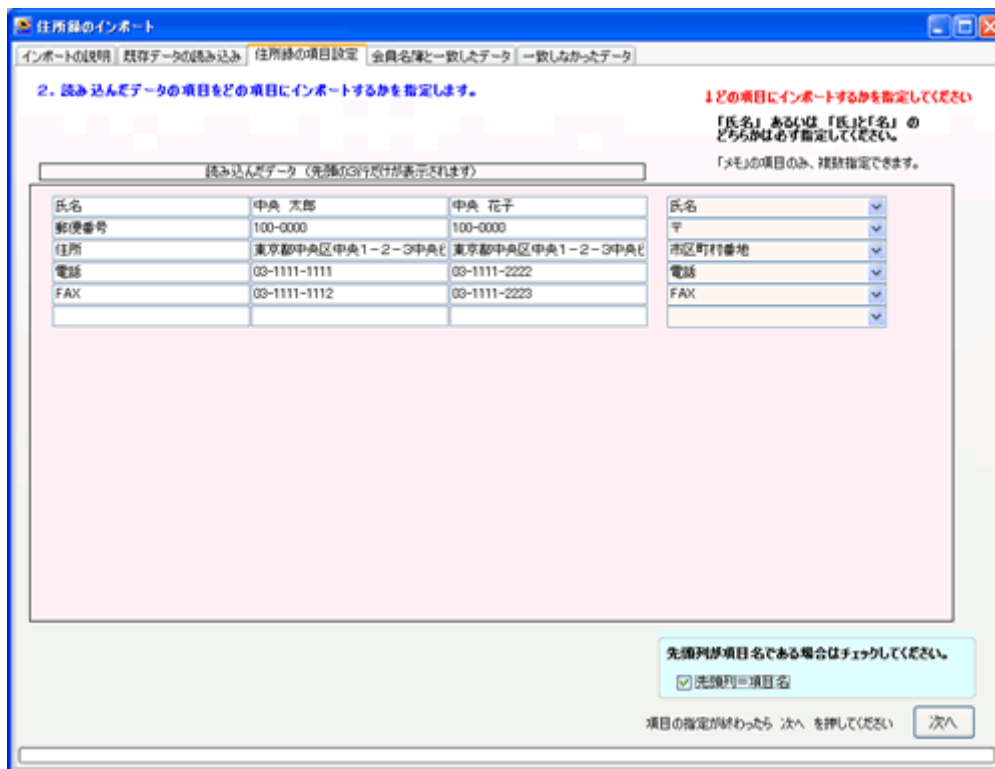 住所録のインポート
インポートの説明 既存データの読み込み 住所録の項目設定 会員名簿と一致したデータ 一致しなかったデータ
2. 読み込んだデータの項目をどの項目にインポートするかを指定します。
↓どの項目にインポートするかを指定してください
「氏名」 あるいは 「氏」と「名」 の
どちらかは必ず指定してください。
「メモ」の項目のみ、複数指定できます。
読み込んだデータ (先頭の3行だけが表示されます)
氏名 中央 太郎 中央 花子 氏名
郵便番号 100-0000 100-0000 〒
住所 東京都中央区中央1-2-3中央ビ 東京都中央区中央1-2-3中央ビ 市区町村番地
電話 03-1111-1111 03-1111-2222 電話
FAX 03-1111-1112 03-1111-2223 FAX
先頭列が項目名である場合はチェックしてください。
先頭列=項目名
項目の指定が終わったら 次へ を押してください 次へ